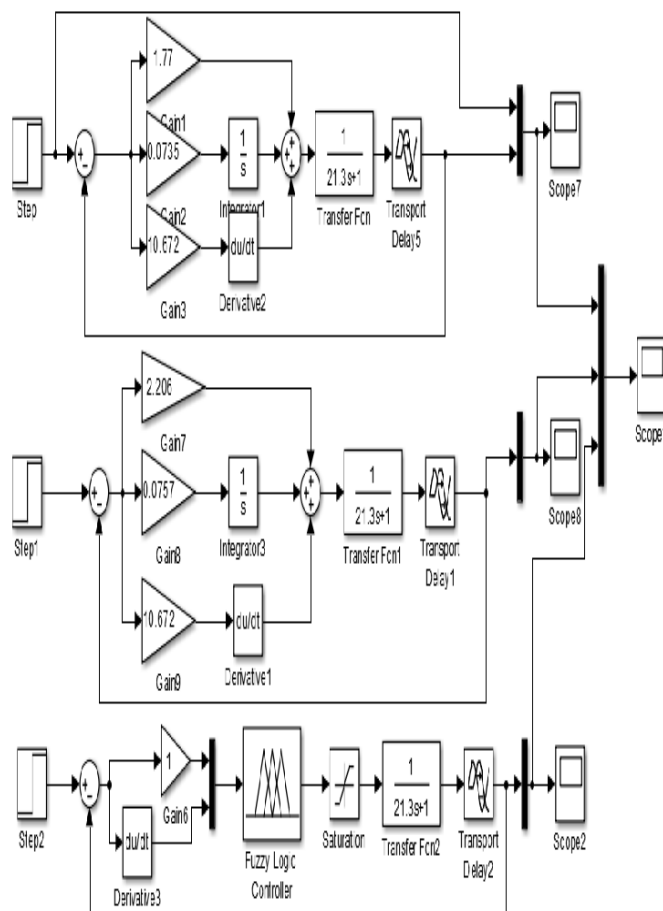 1.77
Gain1
Step
+
−
0.0735
1
s
+
+
+
1
21.3s+1
Gain2
Integrator1
Transfer Fcn
Transport
Delay5
Scope7
10.672
du/dt
Gain3
Derivative2
2.206
Gain7
Step1
+
−
0.0757
1
s
+
+
+
1
21.3s+1
Gain8
Integrator3
Transfer Fcn1
Transport
Delay1
Scope8
Scope
10.672
du/dt
Gain9
Derivative1
Step2
+
−
1
Gain6
du/dt
Derivative3
Fuzzy Logic
Controller
Saturation
1
21.3s+1
Transfer Fcn2
Transport
Delay2
Scope2